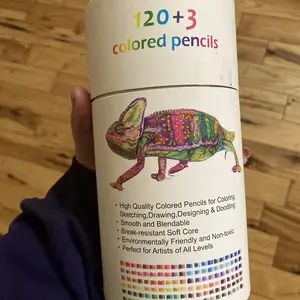 120+3
colored pencils
• High Quality Colored Pencils for Coloring,
Sketching,Drawing,Designing & Doodling
• Smooth and Blendable
• Break-resistant Soft Core
• Environmentally Friendly and Non-toxic
• Perfect for Artists of All Levels